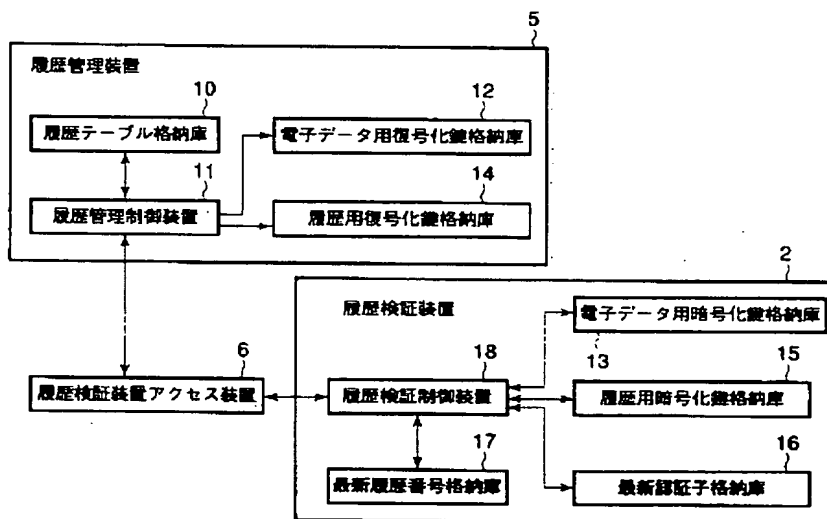 5
履歴管理装置
10
履歴テーブル格納庫
12
電子データ用復号化鍵格納庫
11
履歴管理制御装置
14
履歴用復号化鍵格納庫
2
履歴検証装置
電子データ用暗号化鍵格納庫
13
6
履歴検証装置アクセス装置
18
履歴検証制御装置
15
履歴用暗号化鍵格納庫
17
最新履歴番号格納庫
16
最新認証子格納庫